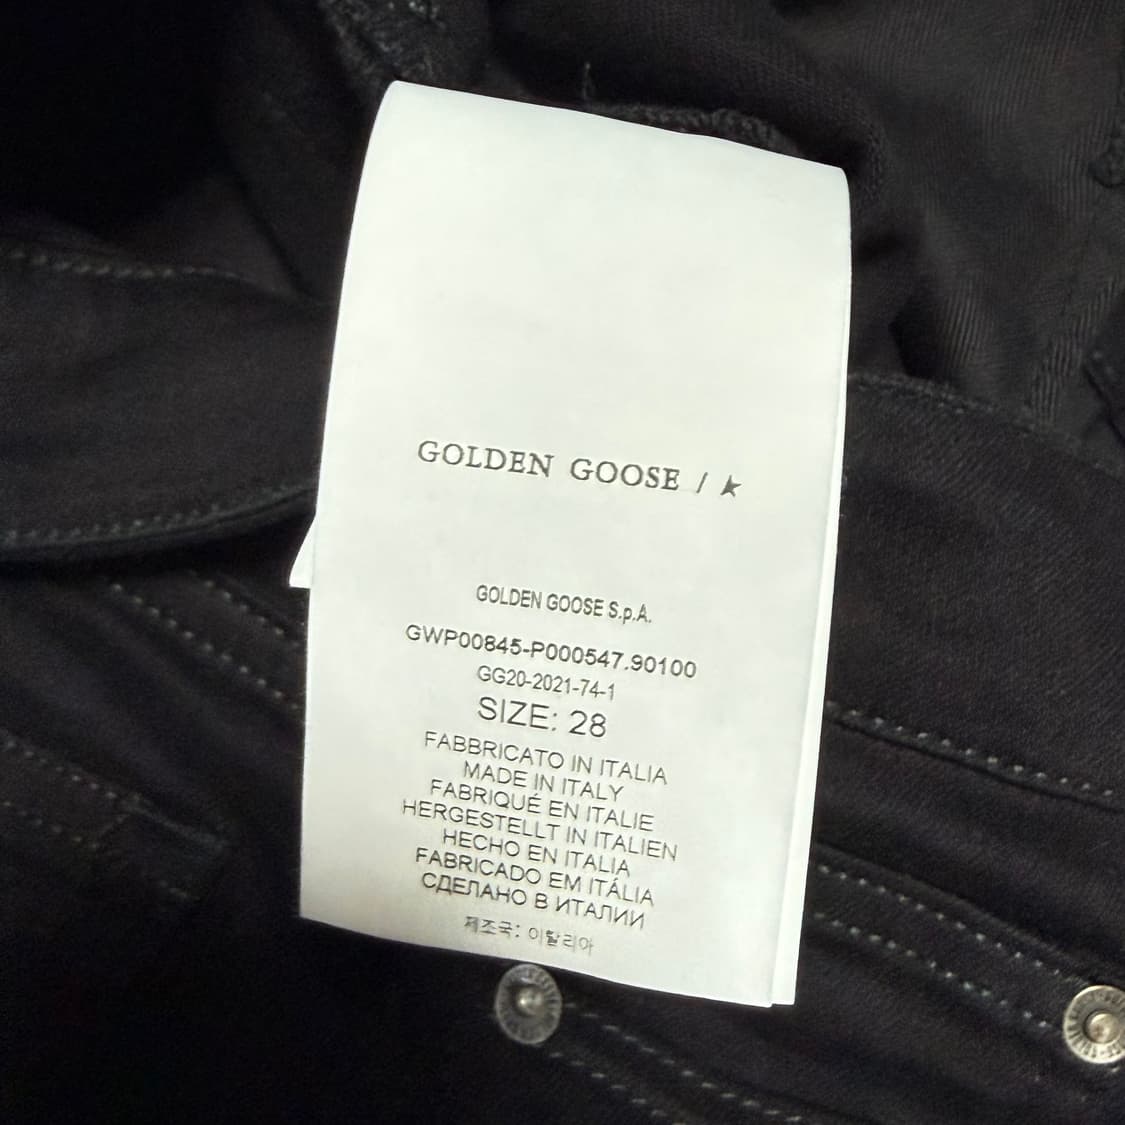 GOLDEN GOOSE / ★
GOLDEN GOOSE S.p.A.
GWP00845-P000547.90100
GG20-2021-74-1
SIZE: 28
FABBRICATO IN ITALIA
MADE IN ITALY
FABRIQUÉ EN ITALIE
HERGESTELLT IN ITALIEN
HECHO EN ITALIA
FABRICADO EM ITÁLIA
СДЕЛАНО В ИТАЛИИ
제조국: 이탈리아